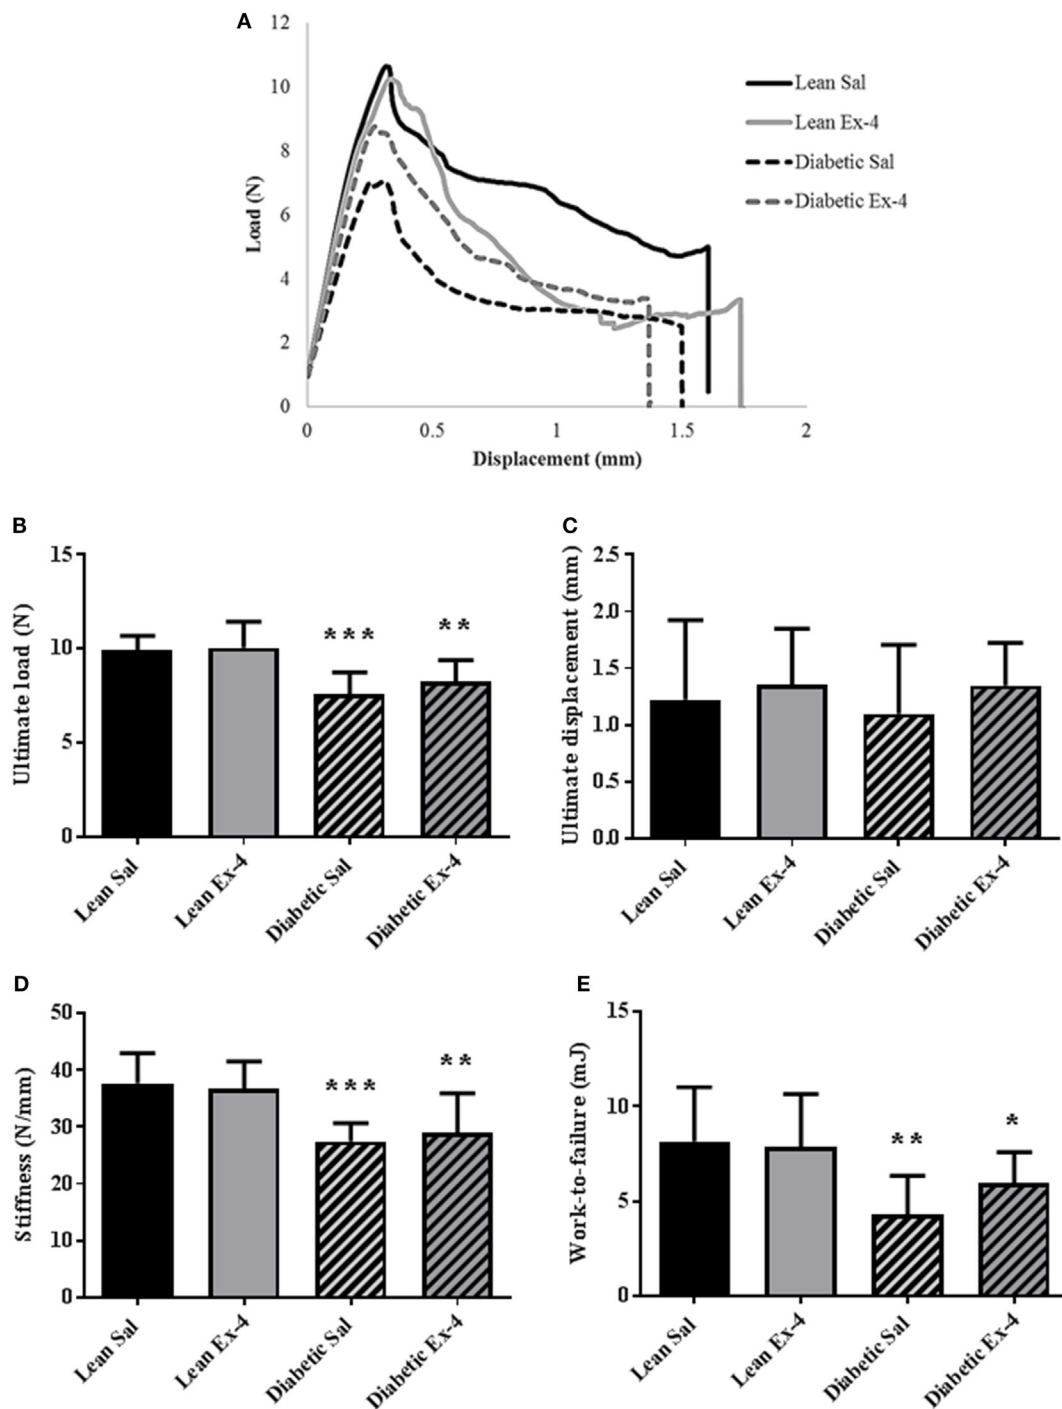 A
12
10
8
6
4
2
0
Load (N)
0 0.5 1 1.5 2
Displacement (mm)
Lean Sal
Lean Ex-4
Diabetic Sal
Diabetic Ex-4
B
15
10
5
0
Ultimate load (N)
***
**
Lean Sal
Lean Ex-4
Diabetic Sal
Diabetic Ex-4
C
2.5
2.0
1.5
1.0
0.5
0.0
Ultimate displacement (mm)
Lean Sal
Lean Ex-4
Diabetic Sal
Diabetic Ex-4
D
50
40
30
20
10
0
Stiffness (N/mm)
***
**
Lean Sal
Lean Ex-4
Diabetic Sal
Diabetic Ex-4
E
15
10
5
0
Work-to-failure (mJ)
**
*
Lean Sal
Lean Ex-4
Diabetic Sal
Diabetic Ex-4